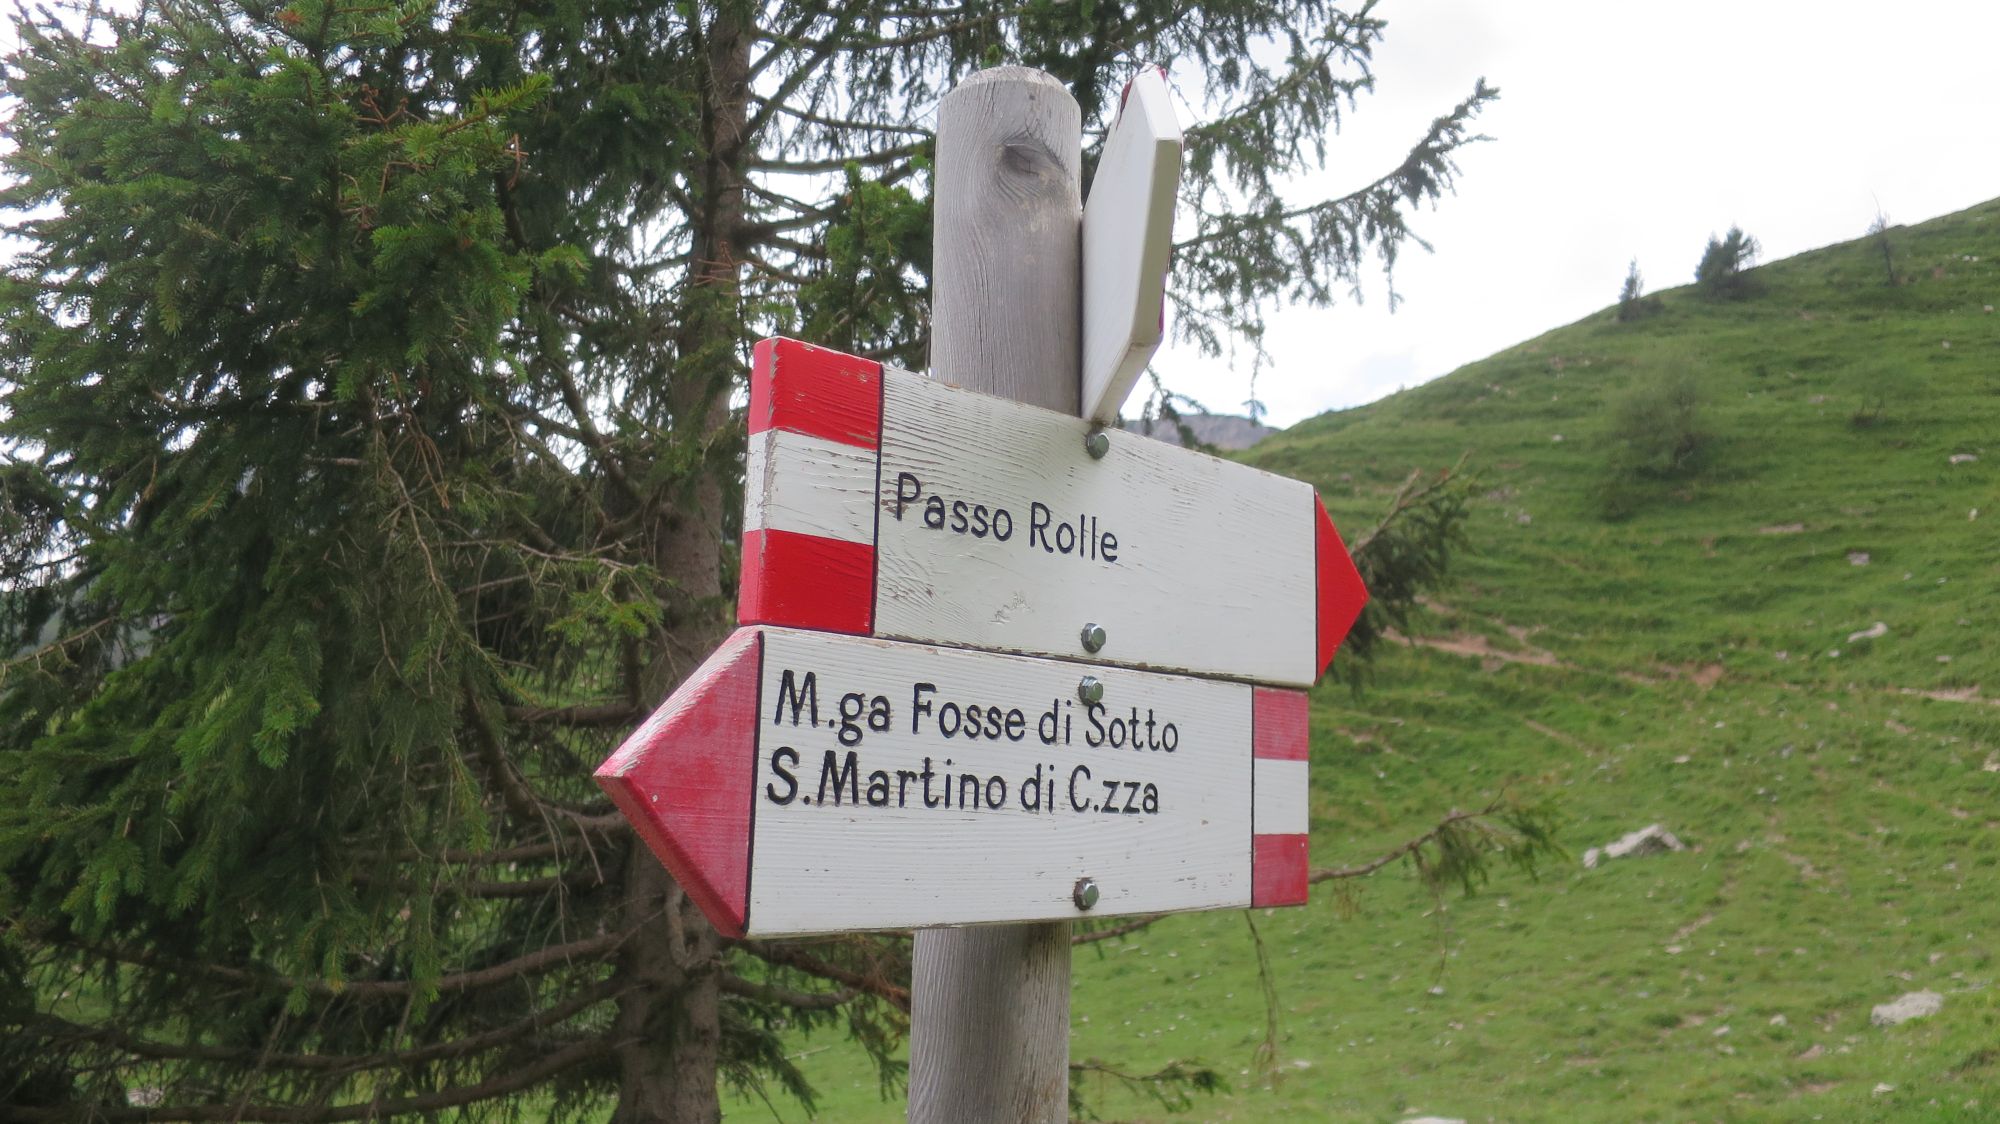 Passo Rolle
M.ga Fosse di Sotto
S.Martino di C.zza